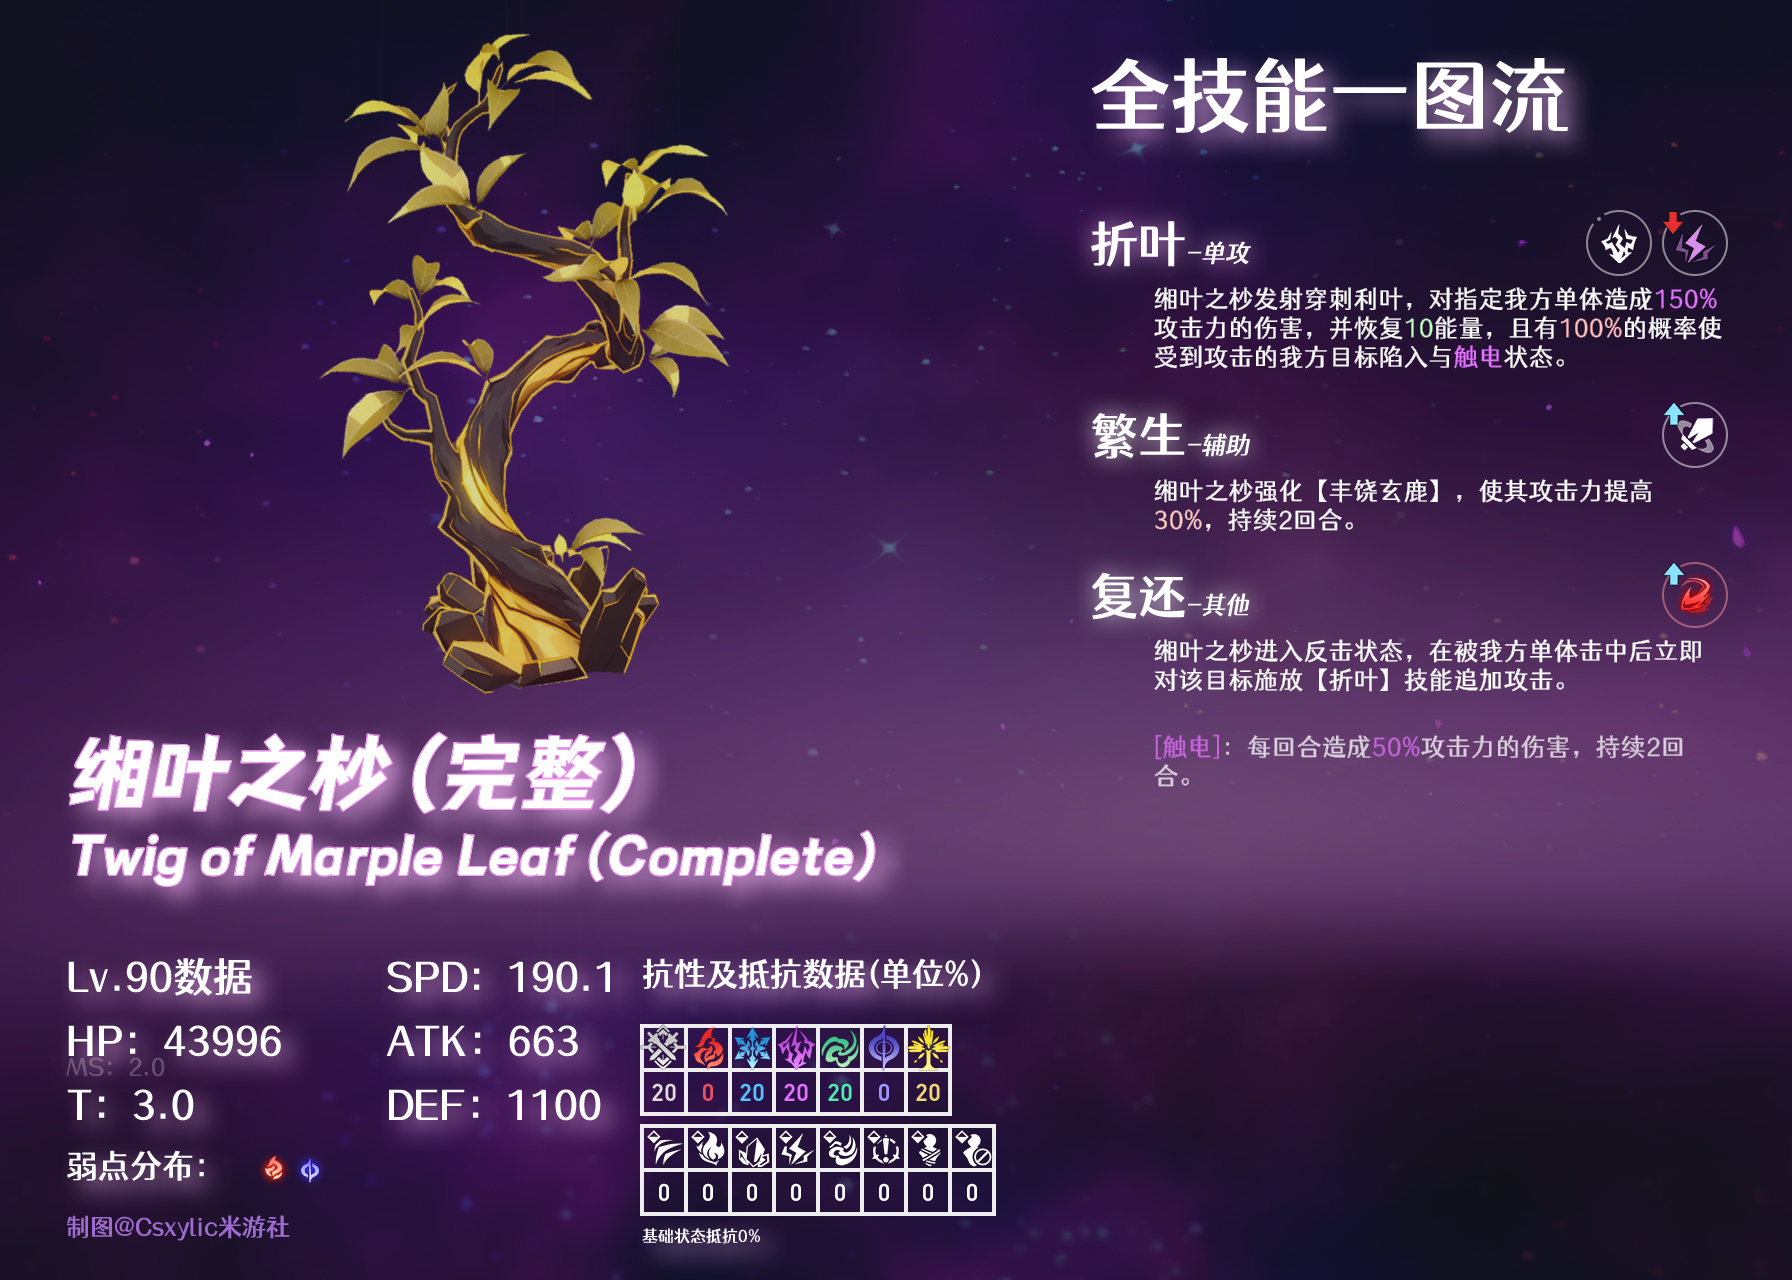 全技能一图流
折叶-单攻
缃叶之杪发射穿刺利叶，对指定我方单体造成150%
攻击力的伤害，并恢复10能量，且有100%的概率使
受到攻击的我方目标陷入与触电状态。
繁生-辅助
缃叶之杪强化【丰饶玄鹿】，使其攻击力提高
30%，持续2回合。
复还-其他
缃叶之杪进入反击状态，在被我方单体击中后立即
对该目标施放【折叶】技能追加攻击。
[触电]：每回合造成50%攻击力的伤害，持续2回
合。
缃叶之杪（完整）
Twig of Marple Leaf (Complete)
Lv.90数据
SPD：190.1
HP：43996
ATK：663
MS：2.0
T：3.0
DEF：1100
弱点分布：
制图@Csxylic米游社
抗性及抵抗数据(单位%)
20 0 20 20 20 0 20
0 0 0 0 0 0 0 0
基础状态抵抗0%